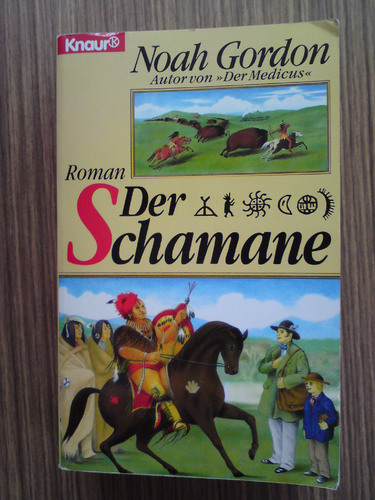 Knaur K
Noah Gordon
Autor von »Der Medicus«
Roman
Der
Schamane